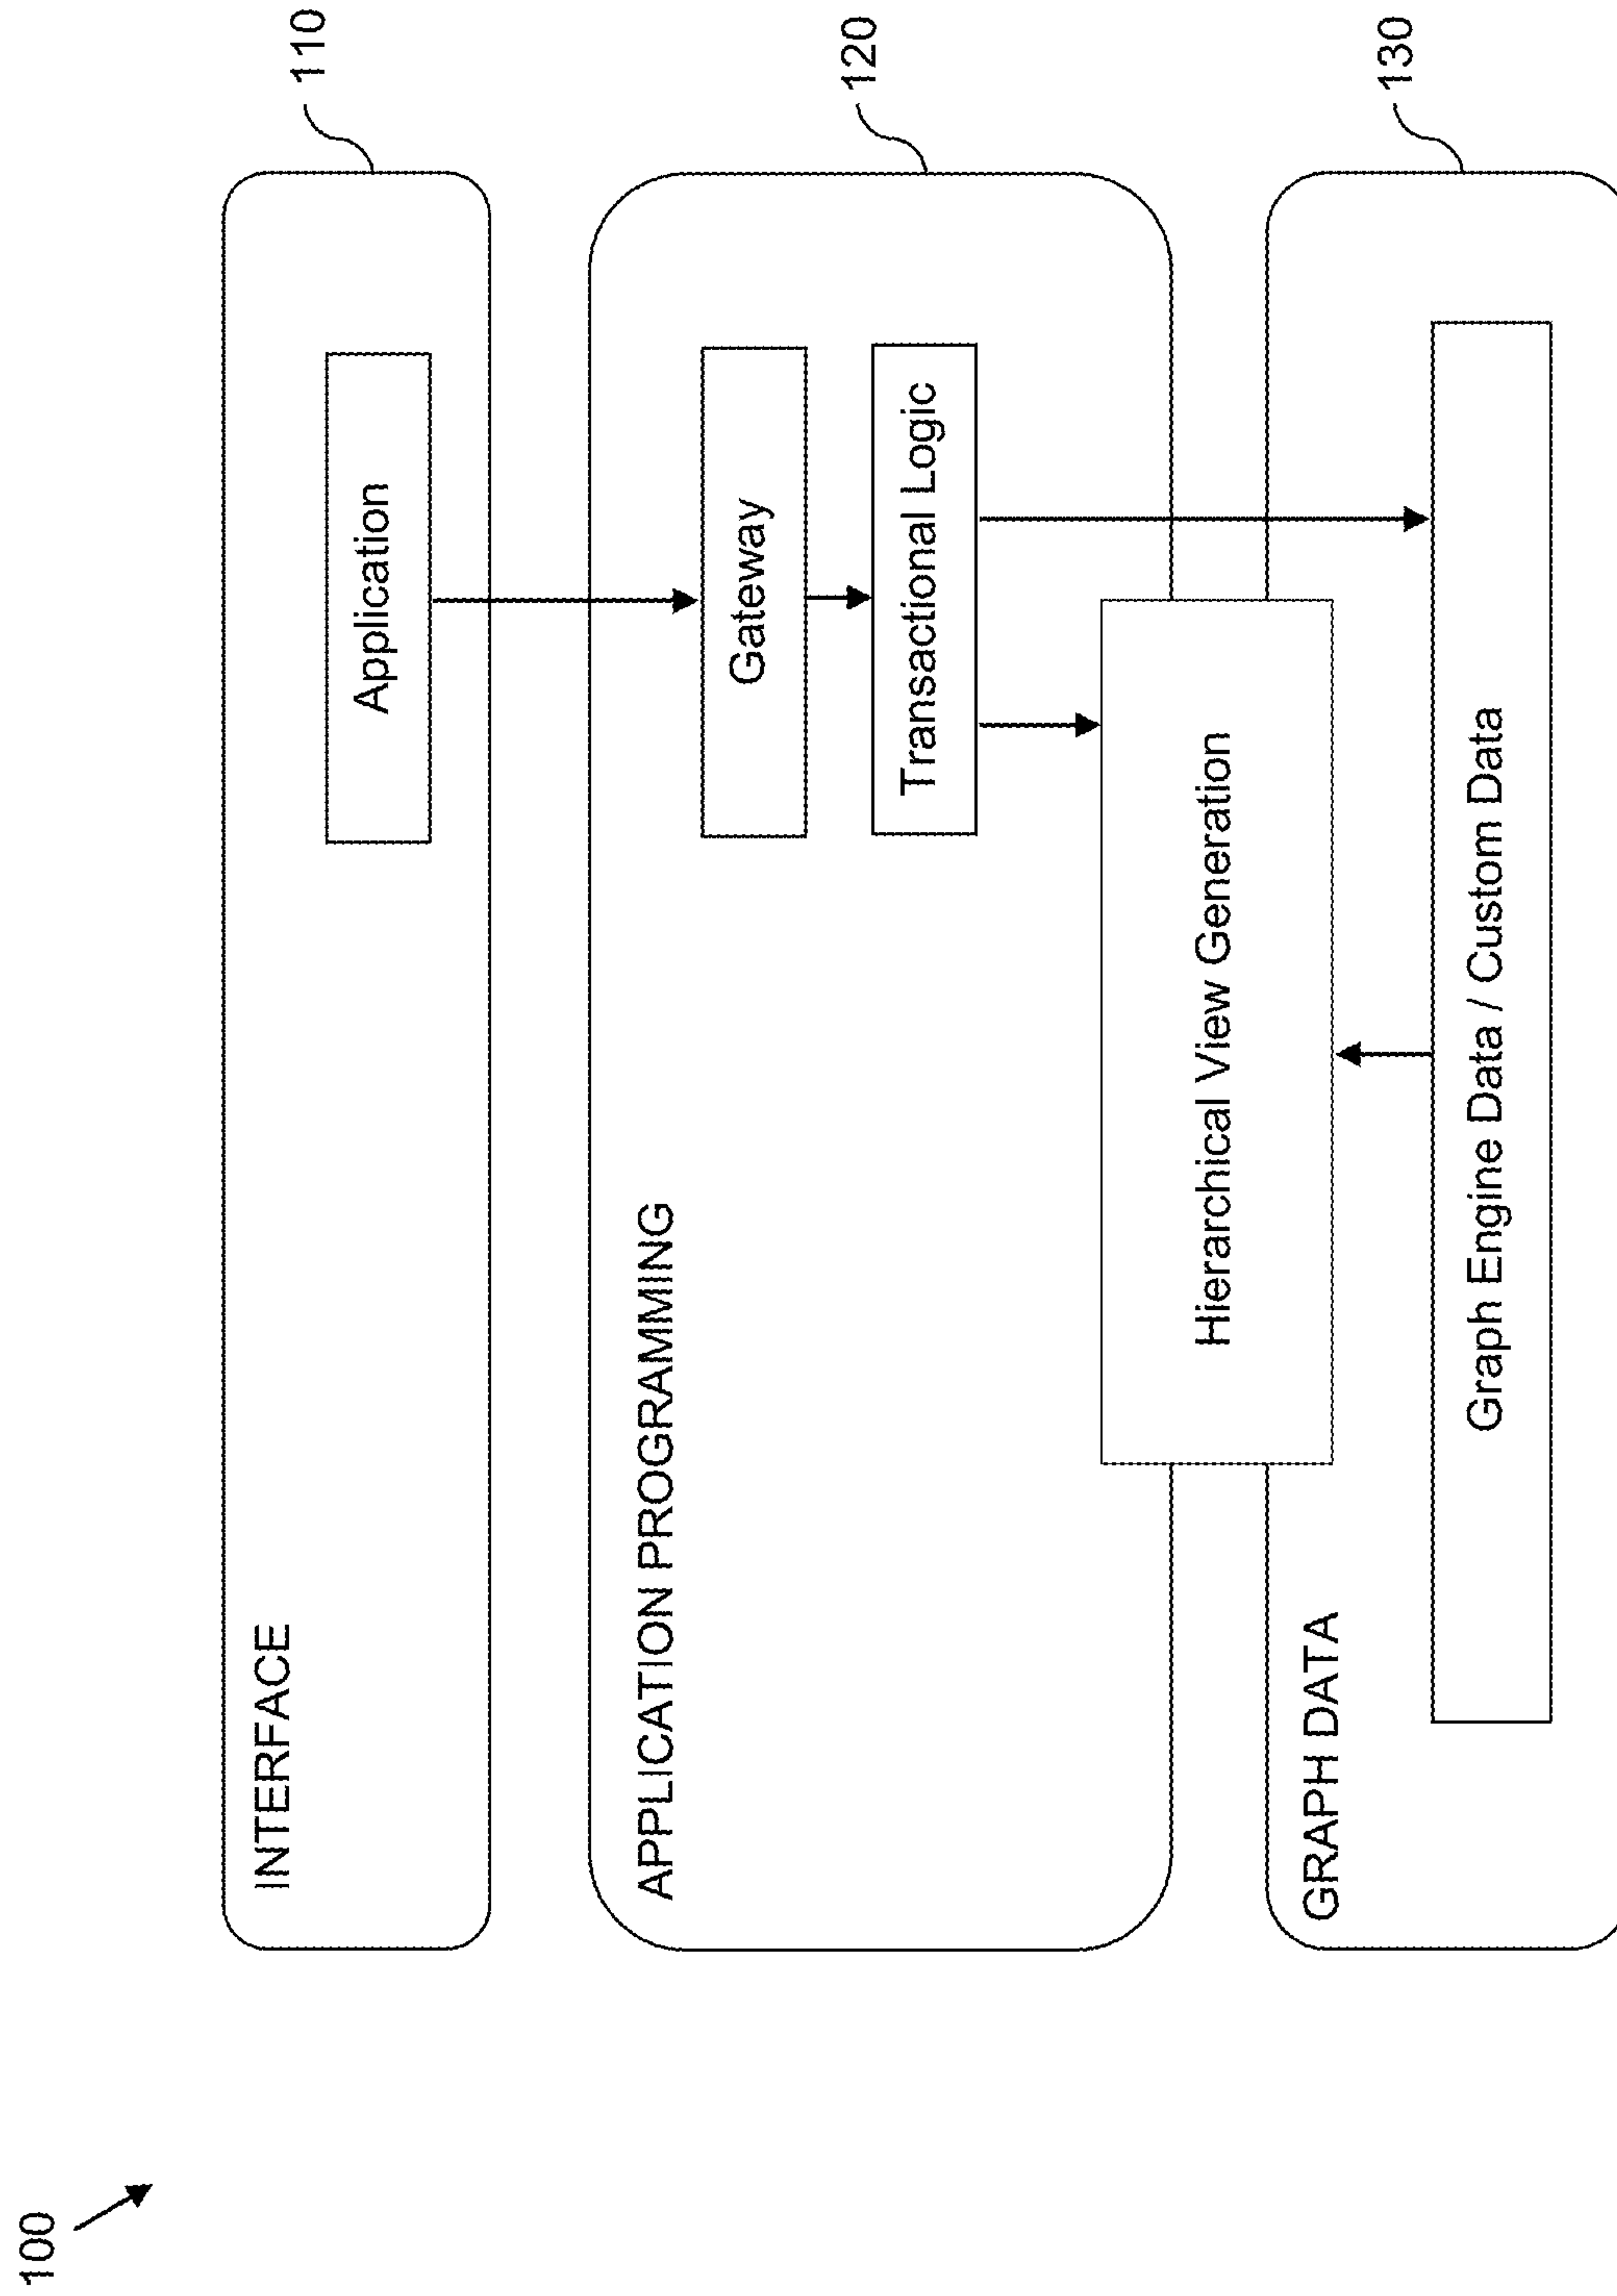 100
INTERFACE
Application
110
APPLICATION PROGRAMMING
Gateway
Transactional Logic
120
Hierarchical View Generation
GRAPH DATA
Graph Engine Data / Custom Data
130